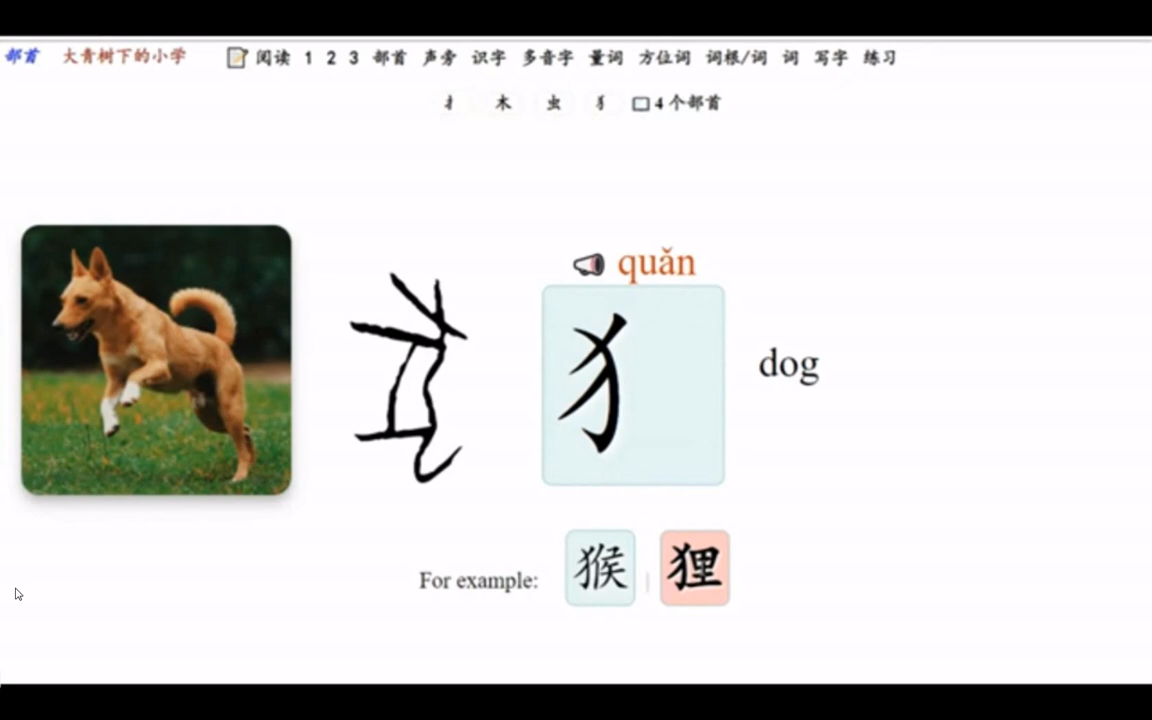 部首 大青树下的小学 阅读 1 2 3 部首 声旁 识字 多音字 量词 方位词 词根/词 词 写字 练习
扌 木 虫 犭 4个部首
quǎn
犭
dog
For example: 猴 | 狸